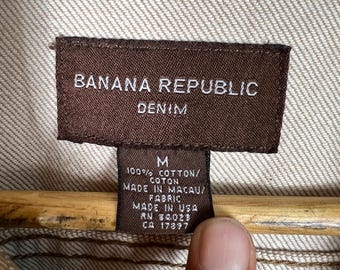 BANANA REPUBLIC
DENIM
M
100% COTTON/
COTON
MADE IN MACAU/
FABRIC
MADE IN USA
RN 54023
CA 17897